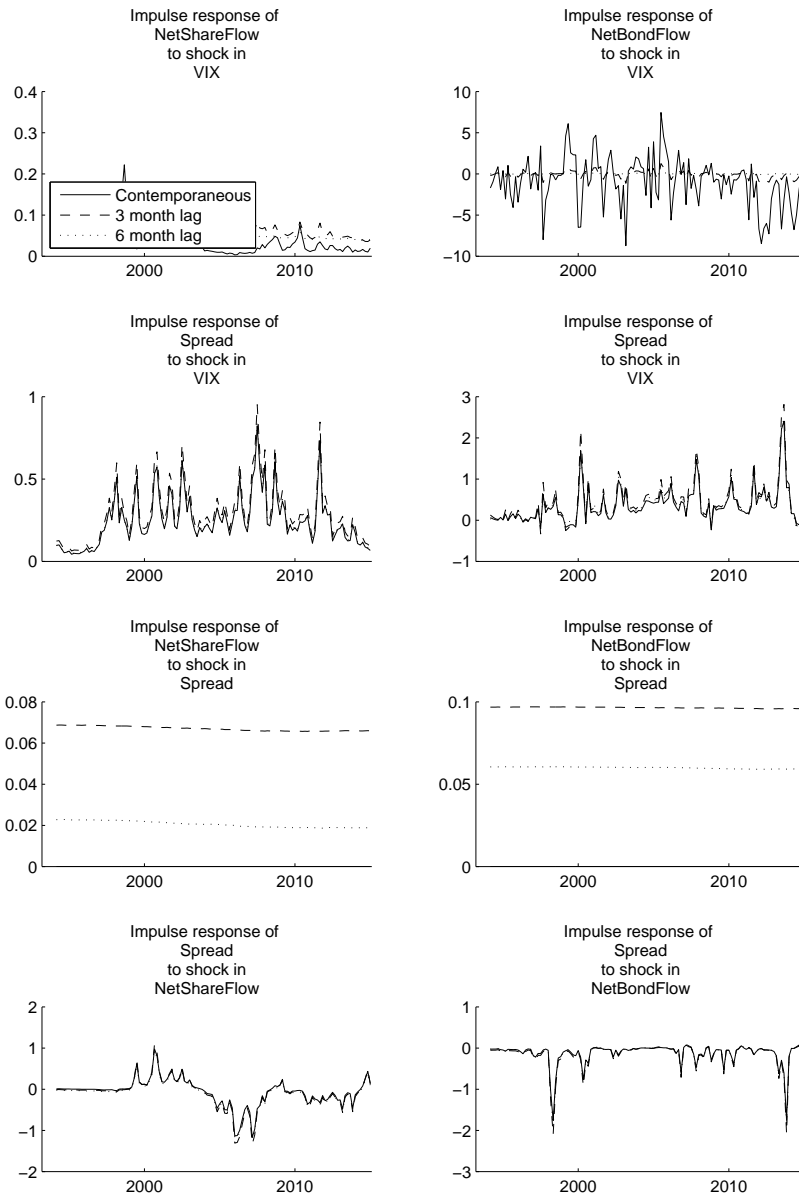 Impulse response of
NetShareFlow
to shock in
VIX
0.4
0.3
0.2
0.1
0
Contemporaneous
3 month lag
6 month lag
2000
2010
Impulse response of
NetBondFlow
to shock in
VIX
10
5
0
−5
−10
2000
2010
Impulse response of
Spread
to shock in
VIX
1
0.5
0
2000
2010
Impulse response of
Spread
to shock in
VIX
3
2
1
0
−1
2000
2010
Impulse response of
NetShareFlow
to shock in
Spread
0.08
0.06
0.04
0.02
0
2000
2010
Impulse response of
NetBondFlow
to shock in
Spread
0.1
0.05
0
2000
2010
Impulse response of
Spread
to shock in
NetShareFlow
2
1
0
−1
−2
2000
2010
Impulse response of
Spread
to shock in
NetBondFlow
1
0
−1
−2
−3
2000
2010